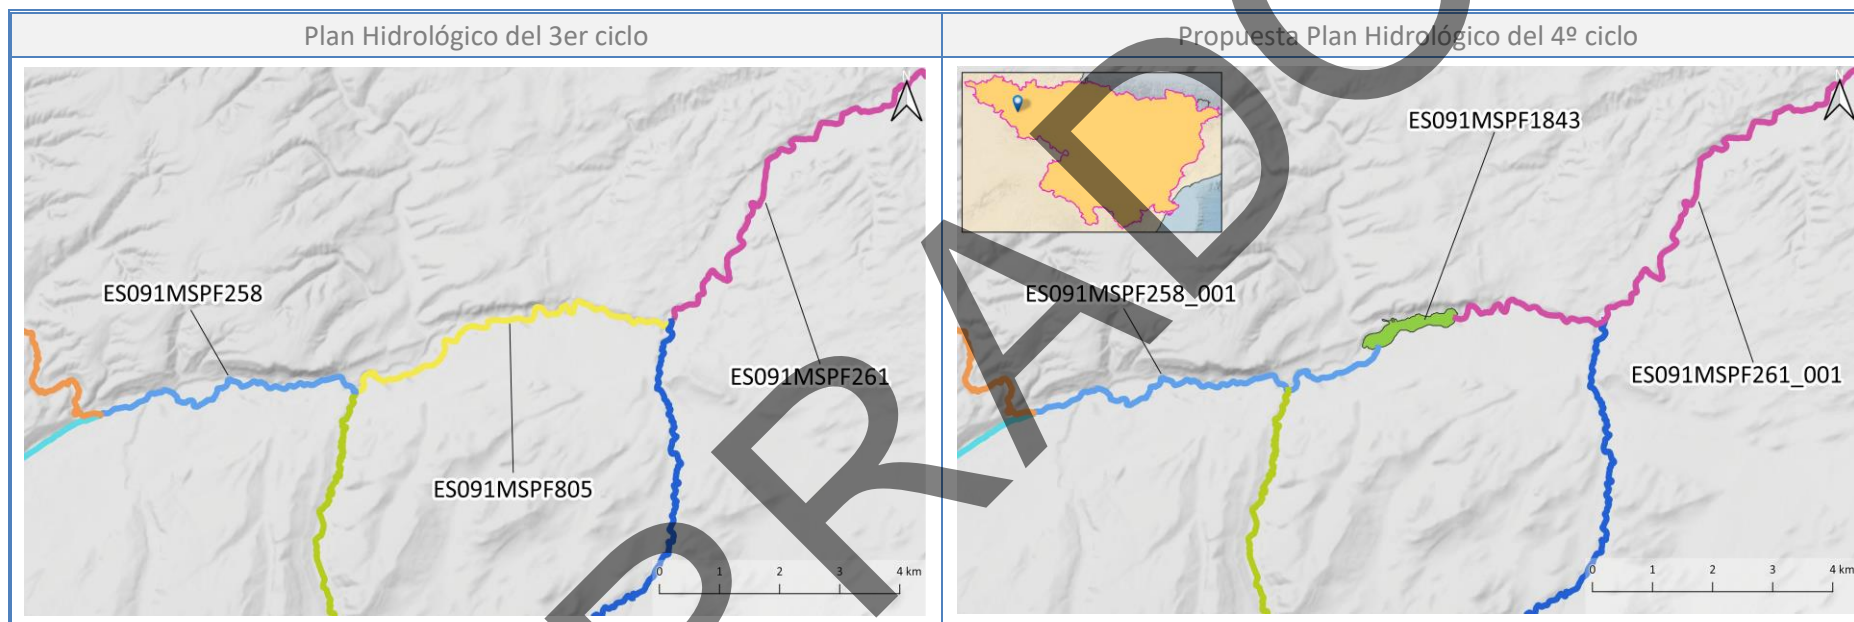 Plan Hidrológico del 3er ciclo
Propuesta Plan Hidrológico del 4º ciclo
ES091MSPF258
ES091MSPF805
ES091MSPF261
0 1 2 3 4 km
ES091MSPF1843
ES091MSPF258_001
ES091MSPF261_001
0 1 2 3 4 km
BORRADOR